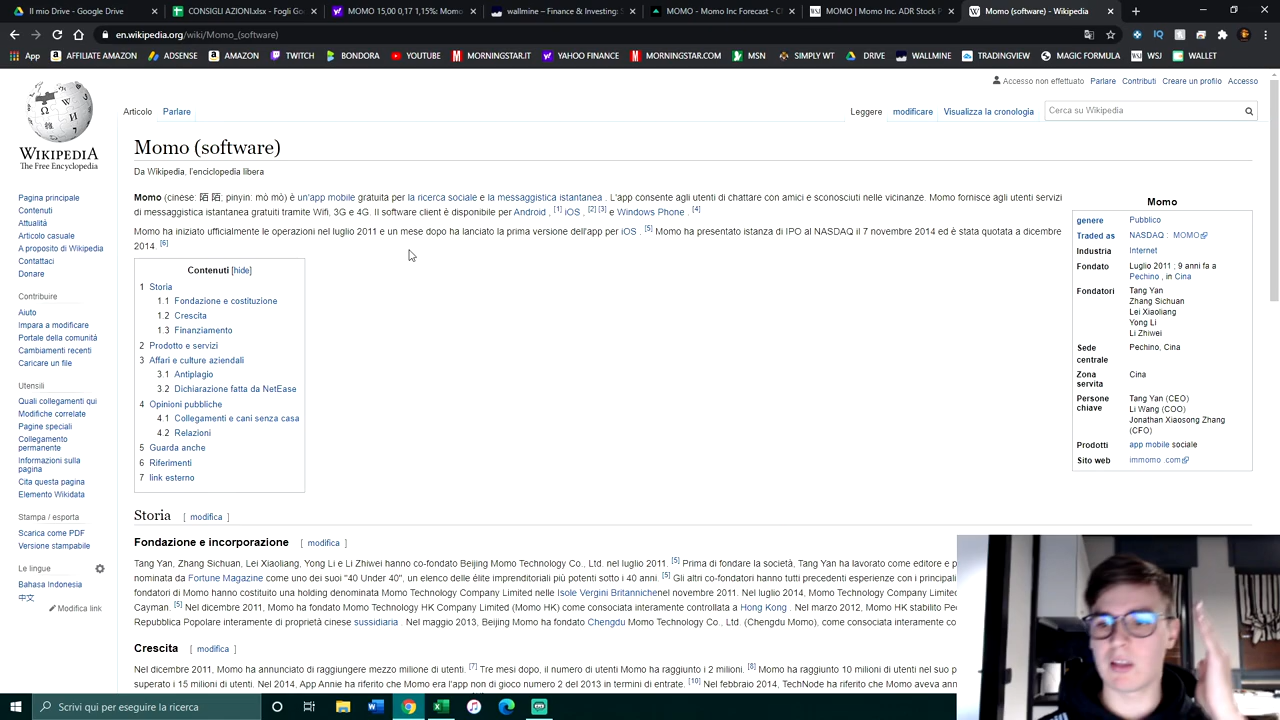 Il mio Drive – Google Drive
CONSIGLI AZIONI.xlsx - Fogli Go
MOMO 15,00 0,17 1,15%: Momo
wallmine – Finance & Investing: S
MOMO - Momo Inc Forecast - C
MOMO | Momo Inc. ADR Stock P
Momo (software) - Wikipedia
en.wikipedia.org/wiki/Momo_(software)
App
AFFILIATE AMAZON
ADSENSE
AMAZON
TWITCH
BONDORA
YOUTUBE
MORNINGSTAR.IT
YAHOO FINANCE
MORNINGSTAR.COM
MSN
SIMPLY WT
WALLMINE
TRADINGVIEW
MAGIC FORMULA
WSJ
WALLET
Accesso non effettuato Parlare Contributi Creare un profilo Accesso
WIKIPEDIA
The Free Encyclopedia
Articolo Parlare
Leggere modificare Visualizza la cronologia
Cerca su Wikipedia
Momo (software)
Da Wikipedia, l'enciclopedia libera
Momo (cinese: 陌 陌, pinyin: mò mò) è un'app mobile gratuita per la ricerca sociale e la messaggistica istantanea . L'app consente agli utenti di chattare con amici e sconosciuti nelle vicinanze. Momo fornisce agli utenti servizi
di messaggistica istantanea gratuiti tramite Wifi, 3G e 4G. Il software client è disponibile per Android , [1] iOS , [2] [3] e Windows Phone . [4]
Momo ha iniziato ufficialmente le operazioni nel luglio 2011 e un mese dopo ha lanciato la prima versione dell'app per iOS . [5] Momo ha presentato istanza di IPO al NASDAQ il 7 novembre 2014 ed è stata quotata a dicembre
2014. [6]
Pagina principale
Contenuti
Attualità
Articolo casuale
A proposito di Wikipedia
Contattaci
Donare
Contribuire
Aiuto
Impara a modificare
Portale della comunità
Cambiamenti recenti
Caricare un file
Utensili
Quali collegamenti qui
Modifiche correlate
Pagine speciali
Collegamento
permanente
Informazioni sulla
pagina
Cita questa pagina
Elemento Wikidata
Stampa / esporta
Scarica come PDF
Versione stampabile
Le lingue
Bahasa Indonesia
中文
Modifica link
Contenuti [hide]
1 Storia
1.1 Fondazione e costituzione
1.2 Crescita
1.3 Finanziamento
2 Prodotto e servizi
3 Affari e culture aziendali
3.1 Antiplagio
3.2 Dichiarazione fatta da NetEase
4 Opinioni pubbliche
4.1 Collegamenti e cani senza casa
4.2 Relazioni
5 Guarda anche
6 Riferimenti
7 link esterno
Momo
genere Pubblico
Traded as NASDAQ : MOMO
Industria Internet
Fondato Luglio 2011 ; 9 anni fa a
Pechino , in Cina
Fondatori Tang Yan
Zhang Sichuan
Lei Xiaoliang
Yong Li
Li Zhiwei
Sede
centrale Pechino, Cina
Zona
servita Cina
Persone
chiave Tang Yan (CEO)
Li Wang (COO)
Jonathan Xiaosong Zhang
(CFO)
Prodotti app mobile sociale
Sito web immomo .com
Storia [ modifica ]
Fondazione e incorporazione [ modifica ]
Tang Yan, Zhang Sichuan, Lei Xiaoliang, Yong Li e Li Zhiwei hanno co-fondato Beijing Momo Technology Co., Ltd. nel luglio 2011. [5] Prima di fondare la società, Tang Yan ha lavorato come editore e p
nominata da Fortune Magazine come uno dei suoi "40 Under 40", un elenco delle élite imprenditoriali più potenti sotto i 40 anni. [5] Gli altri co-fondatori hanno tutti precedenti esperienze con i principali
fondatori di Momo hanno costituito una holding denominata Momo Technology Company Limited nelle Isole Vergini Britannichenel novembre 2011. Nel luglio 2014, Momo Technology Company Limited
Cayman. [5] Nel dicembre 2011, Momo ha fondato Momo Technology HK Company Limited (Momo HK) come consociata interamente controllata a Hong Kong . Nel marzo 2012, Momo HK stabilito Pec
Repubblica Popolare interamente di proprietà cinese sussidiaria . Nel maggio 2013, Beijing Momo ha fondato Chengdu Momo Technology Co., Ltd. (Chengdu Momo), come consociata interamente co
Crescita [ modifica ]
Nel dicembre 2011, Momo ha annunciato di raggiungere mezzo milione di utenti. [7] Tre mesi dopo, il numero di utenti Momo ha raggiunto i 2 milioni. [8] Momo ha raggiunto 10 milioni di utenti nel suo p
superato i 15 milioni di utenti. Nel 2014, App Annie ha riferito che Momo era l'app non di gioco numero 2 del 2013 in termini di entrate. [10] Nel febbraio 2014, TechNode ha riferito che Momo aveva ann
Scrivi qui per eseguire la ricerca